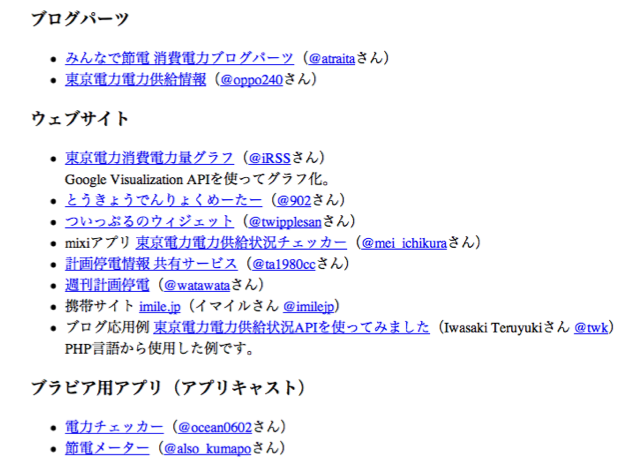 ブログパーツ
みんなで節電 消費電力ブログパーツ（@atraitaさん）
東京電力電力供給情報（@oppo240さん）
ウェブサイト
東京電力消費電力量グラフ（@iRSSさん）
Google Visualization APIを使ってグラフ化。
とうきょうでんりょくめーたー（@902さん）
ついっぷるのウィジェット（@twipplesan さん）
mixiアプリ 東京電力電力供給状況チェッカー（@mei_ichikuraさん）
計画停電情報 共有サービス（@ta1980ccさん）
週刊計画停電（@watawataさん）
携帯サイト imile.jp（イマイルさん @imilejp）
ブログ応用例 東京電力電力供給状況APIを使ってみました（Iwasaki Teruyukiさん @twk）
PHP言語から使用した例です。
ブラビア用アプリ（アプリキャスト）
電力チェッカー（@ocean0602さん）
節電メーター（@also_kumapoさん）